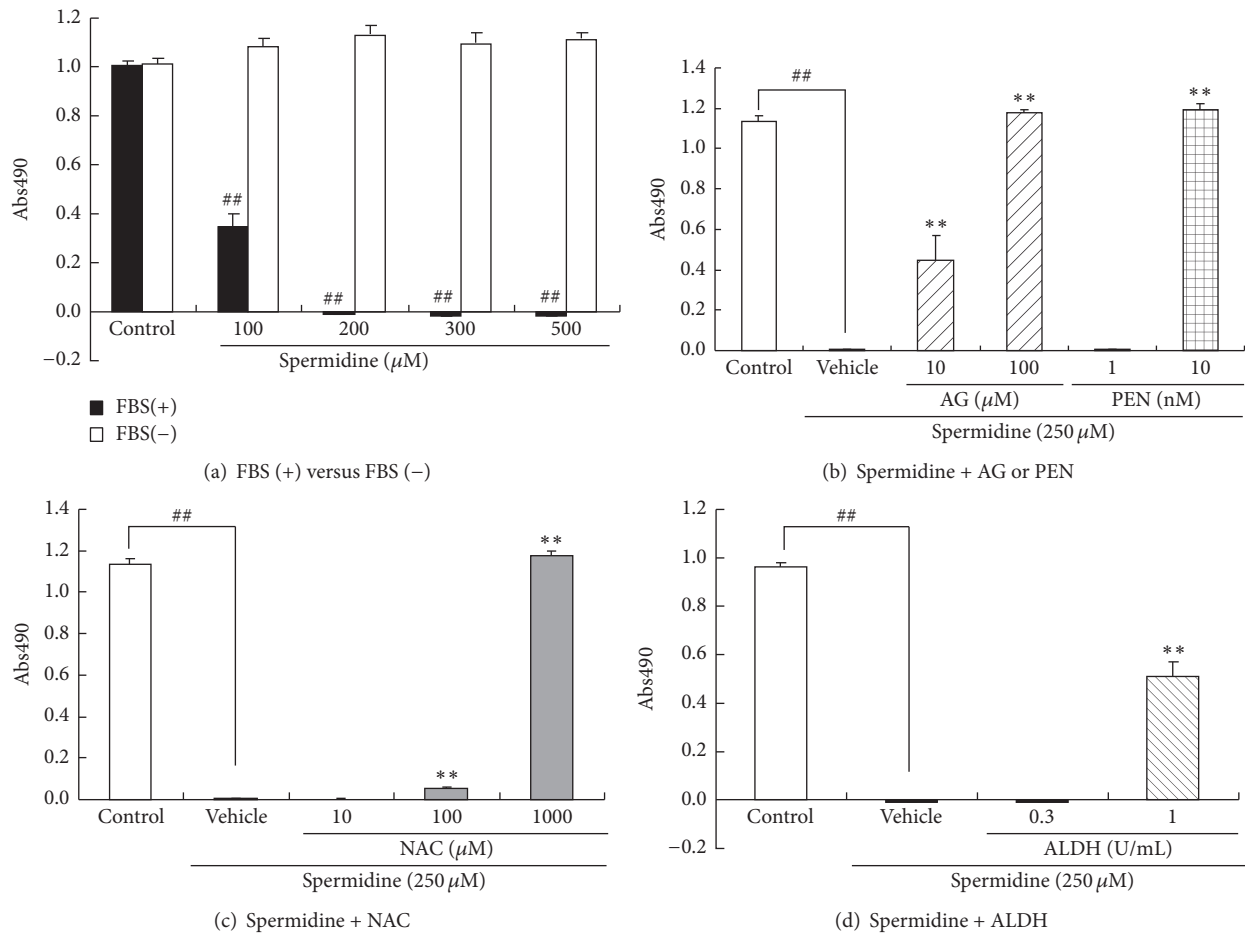 1.2
1.0
0.8
0.6
0.4
0.2
0.0
−0.2
Abs490
##
##
##
##
Control
100
200
300
500
Spermidine (μM)
FBS(+)
FBS(−)
(a) FBS (+) versus FBS (−)
1.4
1.2
1.0
0.8
0.6
0.4
0.2
0.0
Abs490
##
**
**
**
Control
Vehicle
10
100
1
10
AG (μM)
PEN (nM)
Spermidine (250 μM)
(b) Spermidine + AG or PEN
1.4
1.2
1.0
0.8
0.6
0.4
0.2
0.0
Abs490
##
**
**
Control
Vehicle
10
100
1000
NAC (μM)
Spermidine (250 μM)
(c) Spermidine + NAC
1.2
1.0
0.8
0.6
0.4
0.2
0.0
−0.2
Abs490
##
**
Control
Vehicle
0.3
1
ALDH (U/mL)
Spermidine (250 μM)
(d) Spermidine + ALDH